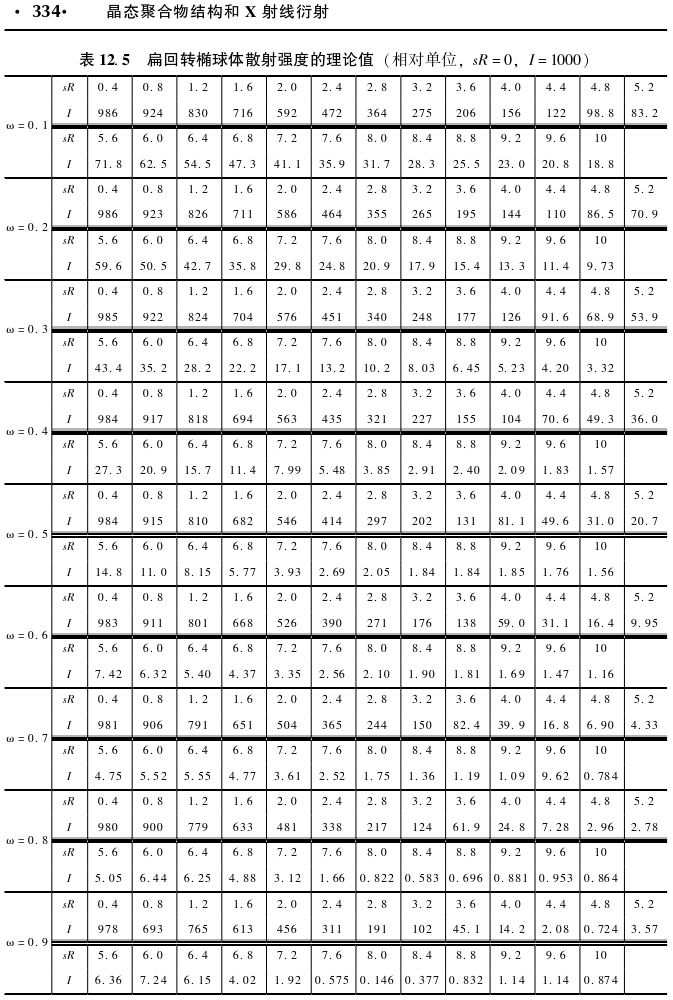 · 334·　晶态聚合物结构和 X 射线衍射
表 12.5　扁回转椭球体散射强度的理论值（相对单位，sR = 0，I = 1000）
sR 0.4 0.8 1.2 1.6 2.0 2.4 2.8 3.2 3.6 4.0 4.4 4.8 5.2
I 986 924 830 716 592 472 364 275 206 156 122 98.8 83.2
ω=0.1
sR 5.6 6.0 6.4 6.8 7.2 7.6 8.0 8.4 8.8 9.2 9.6 10
I 71.8 62.5 54.5 47.3 41.1 35.9 31.7 28.3 25.5 23.0 20.8 18.8
sR 0.4 0.8 1.2 1.6 2.0 2.4 2.8 3.2 3.6 4.0 4.4 4.8 5.2
I 986 923 826 711 586 464 355 265 195 144 110 86.5 70.9
ω=0.2
sR 5.6 6.0 6.4 6.8 7.2 7.6 8.0 8.4 8.8 9.2 9.6 10
I 59.6 50.5 42.7 35.8 29.8 24.8 20.9 17.9 15.4 13.3 11.4 9.73
sR 0.4 0.8 1.2 1.6 2.0 2.4 2.8 3.2 3.6 4.0 4.4 4.8 5.2
I 985 922 824 704 576 451 340 248 177 126 91.6 68.9 53.9
ω=0.3
sR 5.6 6.0 6.4 6.8 7.2 7.6 8.0 8.4 8.8 9.2 9.6 10
I 43.4 35.2 28.2 22.2 17.1 13.2 10.2 8.03 6.45 5.23 4.20 3.32
sR 0.4 0.8 1.2 1.6 2.0 2.4 2.8 3.2 3.6 4.0 4.4 4.8 5.2
I 984 917 818 694 563 435 321 227 155 104 70.6 49.3 36.0
ω=0.4
sR 5.6 6.0 6.4 6.8 7.2 7.6 8.0 8.4 8.8 9.2 9.6 10
I 27.3 20.9 15.7 11.4 7.99 5.48 3.85 2.91 2.40 2.09 1.83 1.57
sR 0.4 0.8 1.2 1.6 2.0 2.4 2.8 3.2 3.6 4.0 4.4 4.8 5.2
I 984 915 810 682 546 414 297 202 131 81.1 49.6 31.0 20.7
ω=0.5
sR 5.6 6.0 6.4 6.8 7.2 7.6 8.0 8.4 8.8 9.2 9.6 10
I 14.8 11.0 8.15 5.77 3.93 2.69 2.05 1.84 1.84 1.85 1.76 1.56
sR 0.4 0.8 1.2 1.6 2.0 2.4 2.8 3.2 3.6 4.0 4.4 4.8 5.2
I 983 911 801 668 526 390 271 176 138 59.0 31.1 16.4 9.95
ω=0.6
sR 5.6 6.0 6.4 6.8 7.2 7.6 8.0 8.4 8.8 9.2 9.6 10
I 7.42 6.32 5.40 4.37 3.35 2.56 2.10 1.90 1.81 1.69 1.47 1.16
sR 0.4 0.8 1.2 1.6 2.0 2.4 2.8 3.2 3.6 4.0 4.4 4.8 5.2
I 981 906 791 651 504 365 244 150 82.4 39.9 16.8 6.90 4.33
ω=0.7
sR 5.6 6.0 6.4 6.8 7.2 7.6 8.0 8.4 8.8 9.2 9.6 10
I 4.75 5.52 5.55 4.77 3.61 2.52 1.75 1.36 1.19 1.09 9.62 0.784
sR 0.4 0.8 1.2 1.6 2.0 2.4 2.8 3.2 3.6 4.0 4.4 4.8 5.2
I 980 900 779 633 481 338 217 124 61.9 24.8 7.28 2.96 2.78
ω=0.8
sR 5.6 6.0 6.4 6.8 7.2 7.6 8.0 8.4 8.8 9.2 9.6 10
I 5.05 6.44 6.25 4.88 3.12 1.66 0.822 0.583 0.696 0.881 0.953 0.864
sR 0.4 0.8 1.2 1.6 2.0 2.4 2.8 3.2 3.6 4.0 4.4 4.8 5.2
I 978 693 765 613 456 311 191 102 45.1 14.2 2.08 0.724 3.57
ω=0.9
sR 5.6 6.0 6.4 6.8 7.2 7.6 8.0 8.4 8.8 9.2 9.6 10
I 6.36 7.24 6.15 4.02 1.92 0.575 0.146 0.377 0.832 1.14 1.14 0.874